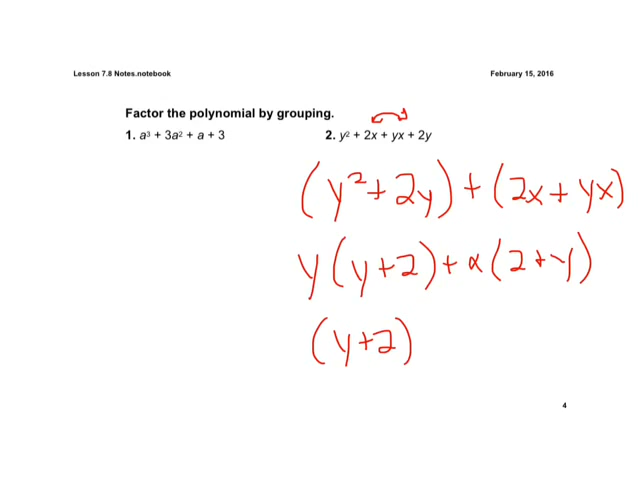 Lesson 7.8 Notes.notebook February 15, 2016
Factor the polynomial by grouping.
1. a³ + 3a² + a + 3 2. y² + 2x + yx + 2y
(y² + 2y) + (2x + yx)
y(y+2) + x(2+y)
(y+2)
4